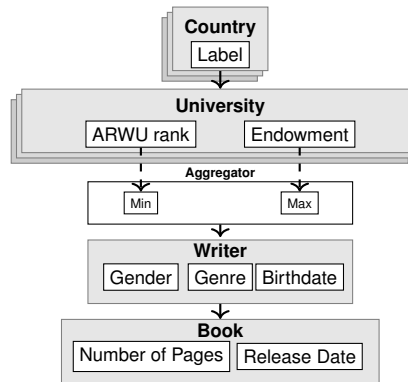 Country
Label
University
ARWU rank Endowment
Aggregator
Min Max
Writer
Gender Genre Birthdate
Book
Number of Pages Release Date